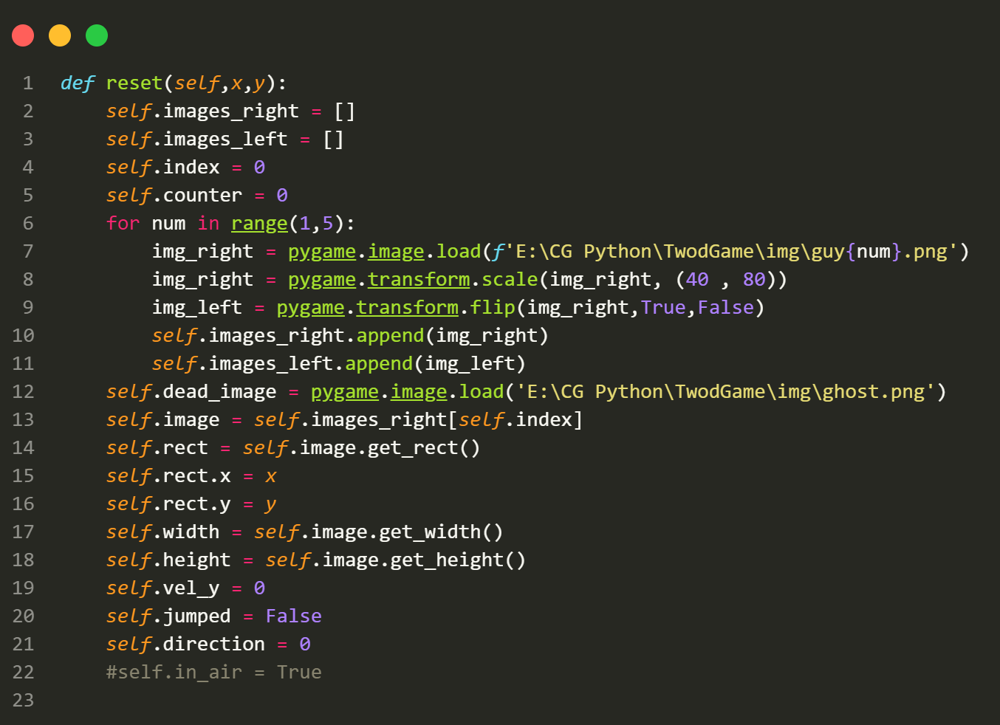 1 def reset(self,x,y):
2     self.images_right = []
3     self.images_left = []
4     self.index = 0
5     self.counter = 0
6     for num in range(1,5):
7         img_right = pygame.image.load(f'E:\CG Python\TwodGame\img\guy{num}.png')
8         img_right = pygame.transform.scale(img_right, (40 , 80))
9         img_left = pygame.transform.flip(img_right,True,False)
10         self.images_right.append(img_right)
11         self.images_left.append(img_left)
12     self.dead_image = pygame.image.load('E:\CG Python\TwodGame\img\ghost.png')
13     self.image = self.images_right[self.index]
14     self.rect = self.image.get_rect()
15     self.rect.x = x
16     self.rect.y = y
17     self.width = self.image.get_width()
18     self.height = self.image.get_height()
19     self.vel_y = 0
20     self.jumped = False
21     self.direction = 0
22     #self.in_air = True
23